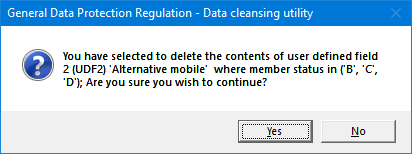 General Data Protection Regulation - Data cleansing utility
You have selected to delete the contents of user defined field
2 (UDF2) 'Alternative mobile'  where member status in ('B', 'C',
'D'); Are you sure you wish to continue?
Yes
No